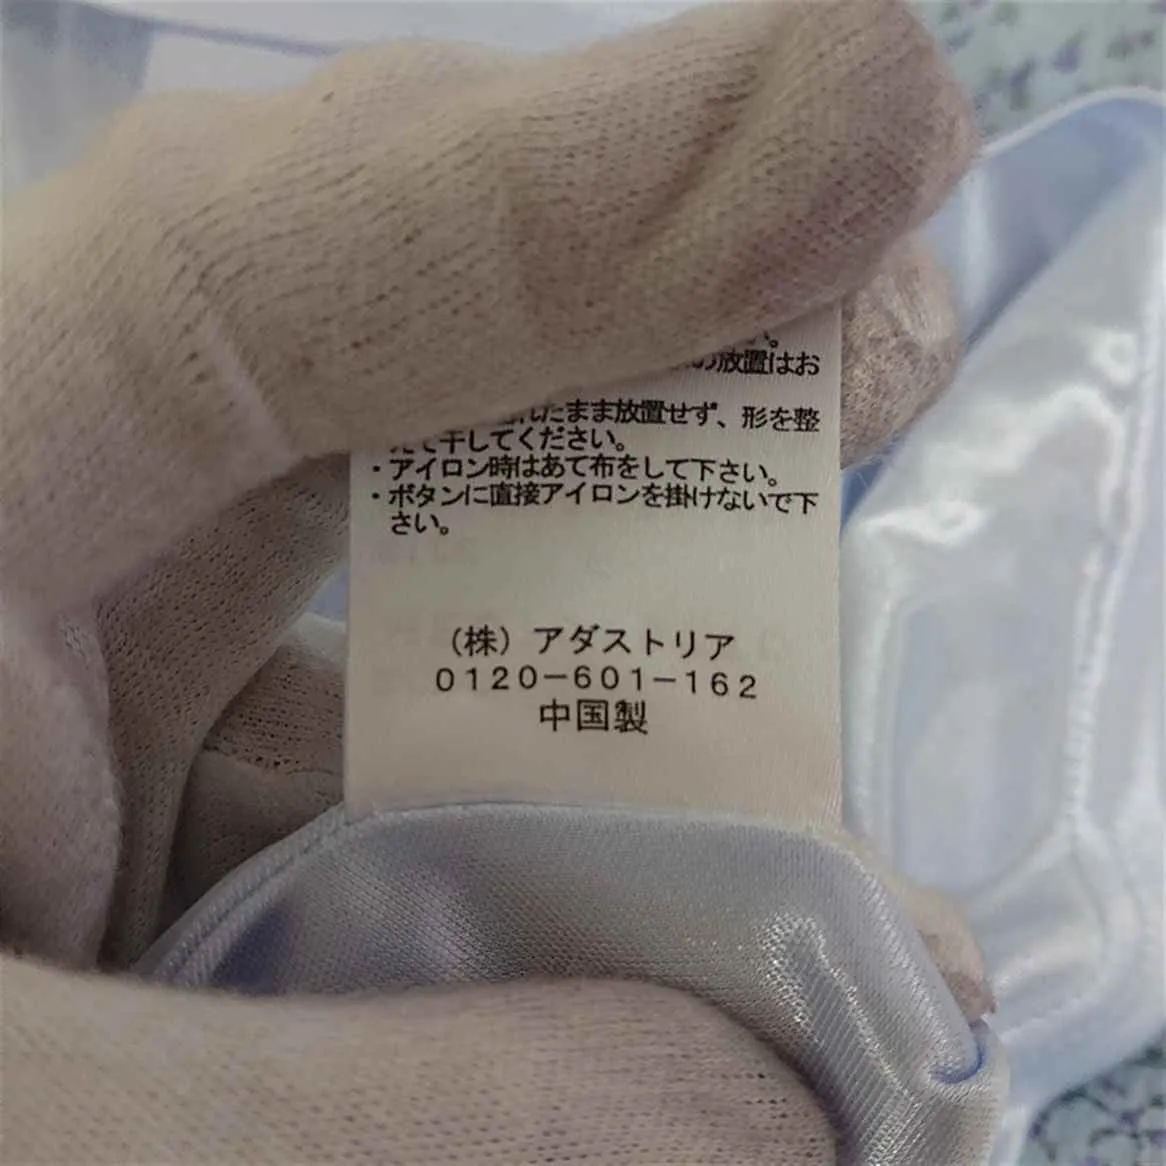 の放置はお
たまま放置せず、形を整
えて干してください。
・アイロン時はあて布をして下さい。
・ボタンに直接アイロンを掛けないで下
さい。
（株）アダストリア
0120-601-162
中国製